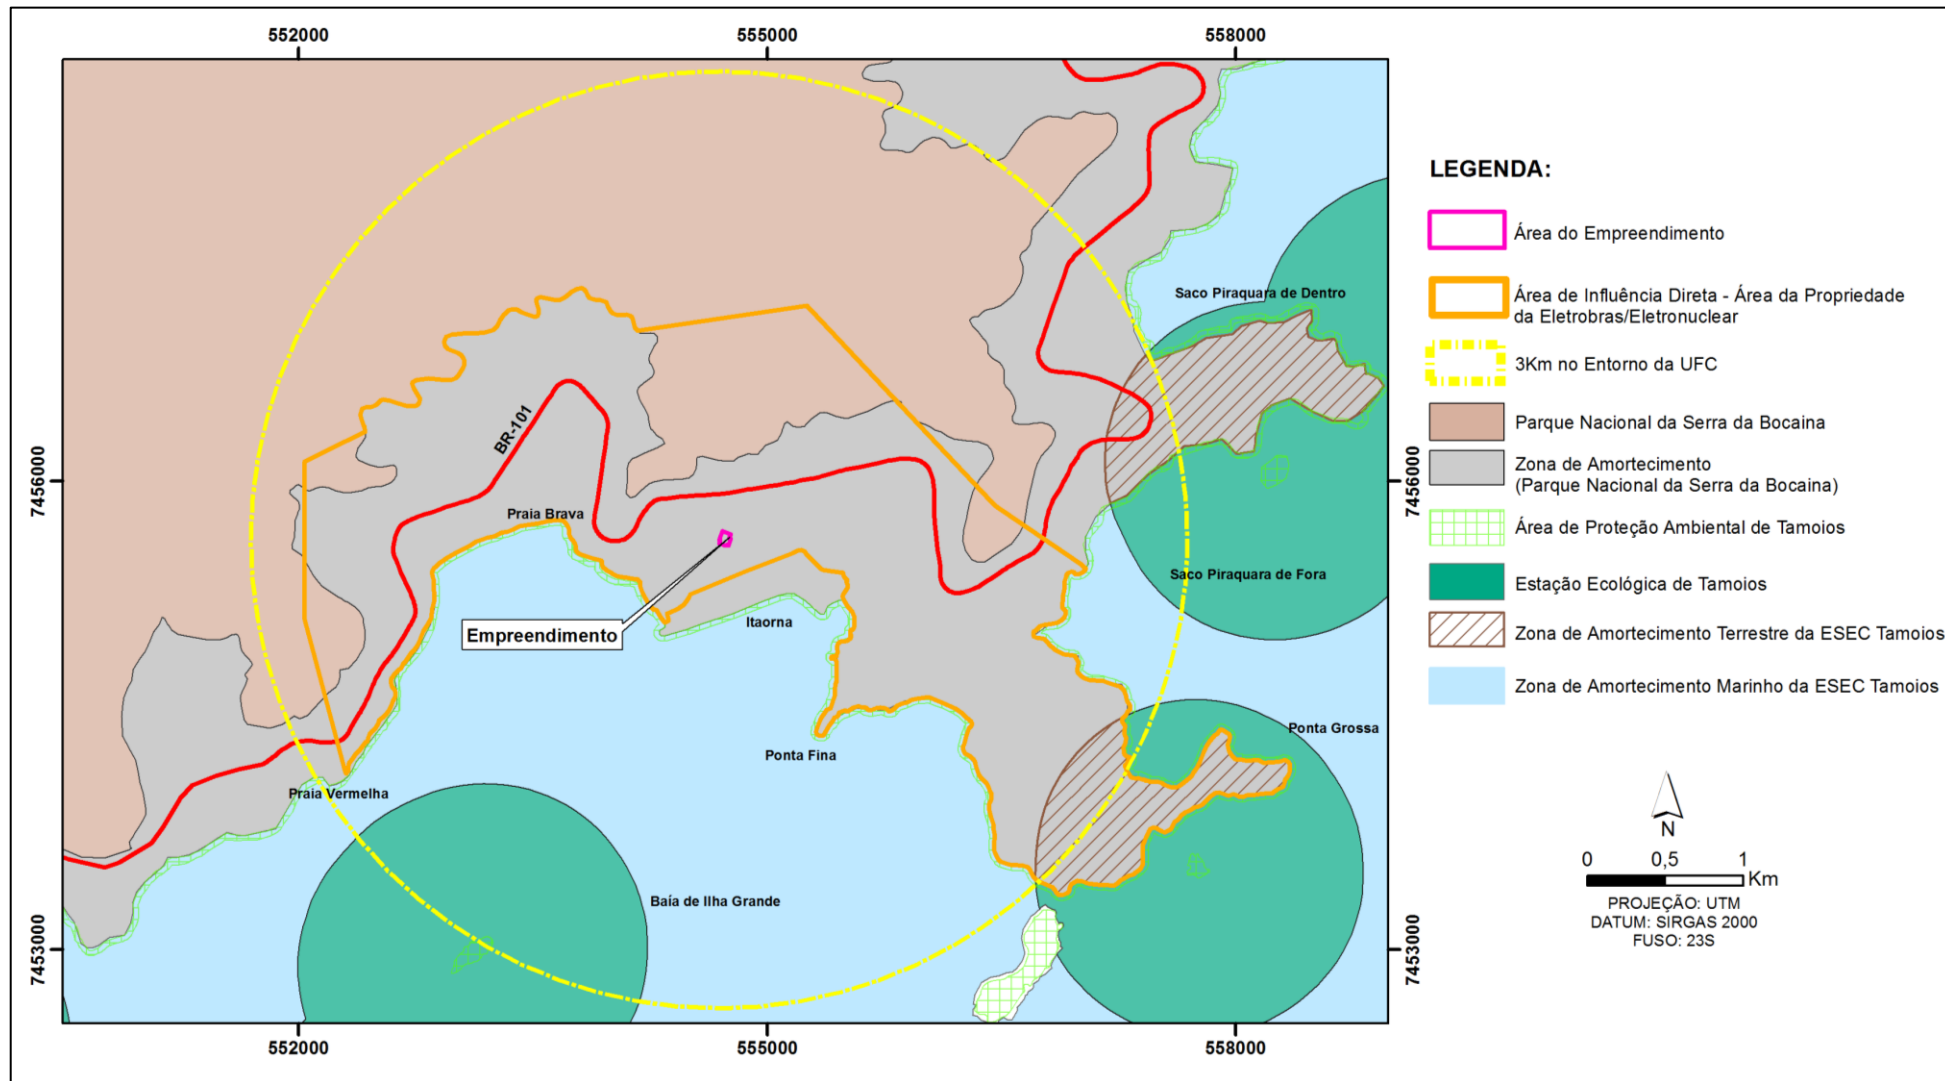 552000
555000
558000
7456000
7453000
BR-101
Praia Brava
Empreendimento
Itaorna
Ponta Fina
Praia Vermelha
Baía de Ilha Grande
Saco Piraquara de Dentro
Saco Piraquara de Fora
Ponta Grossa
7456000
7453000
552000
555000
558000
LEGENDA:
Área do Empreendimento
Área de Influência Direta - Área da Propriedade
da Eletrobras/Eletronuclear
3Km no Entorno da UFC
Parque Nacional da Serra da Bocaina
Zona de Amortecimento
(Parque Nacional da Serra da Bocaina)
Área de Proteção Ambiental de Tamoios
Estação Ecológica de Tamoios
Zona de Amortecimento Terrestre da ESEC Tamoios
Zona de Amortecimento Marinho da ESEC Tamoios
N
0 0,5 1
Km
PROJEÇÃO: UTM
DATUM: SIRGAS 2000
FUSO: 23S